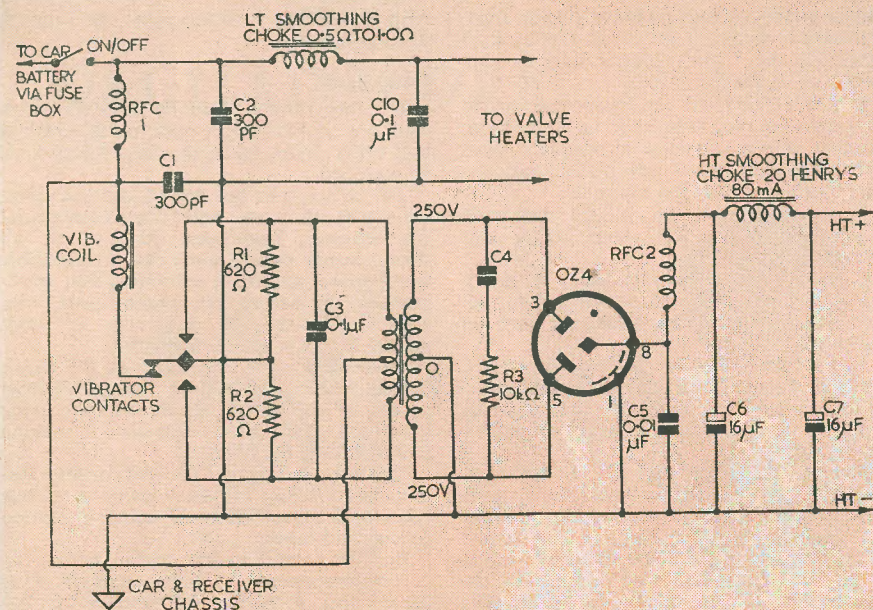 LT SMOOTHING
CHOKE 0·5Ω TO 1·0Ω
TO CAR
BATTERY
VIA FUSE
BOX
ON/OFF
RFC
1
C2
300
PF
C10
0·1
µF
TO VALVE
HEATERS
C1
300pF
HT SMOOTHING
CHOKE 20 HENRYS
80mA
HT+
VIB.
COIL
R1
620
Ω
C3
0·1µF
250V
C4
OZ4
RFC2
3
8
5
1
O
VIBRATOR
CONTACTS
R2
620
Ω
R3
10kΩ
C5
0·01
µF
C6
16µF
C7
16µF
250V
HT−
CAR & RECEIVER
CHASSIS